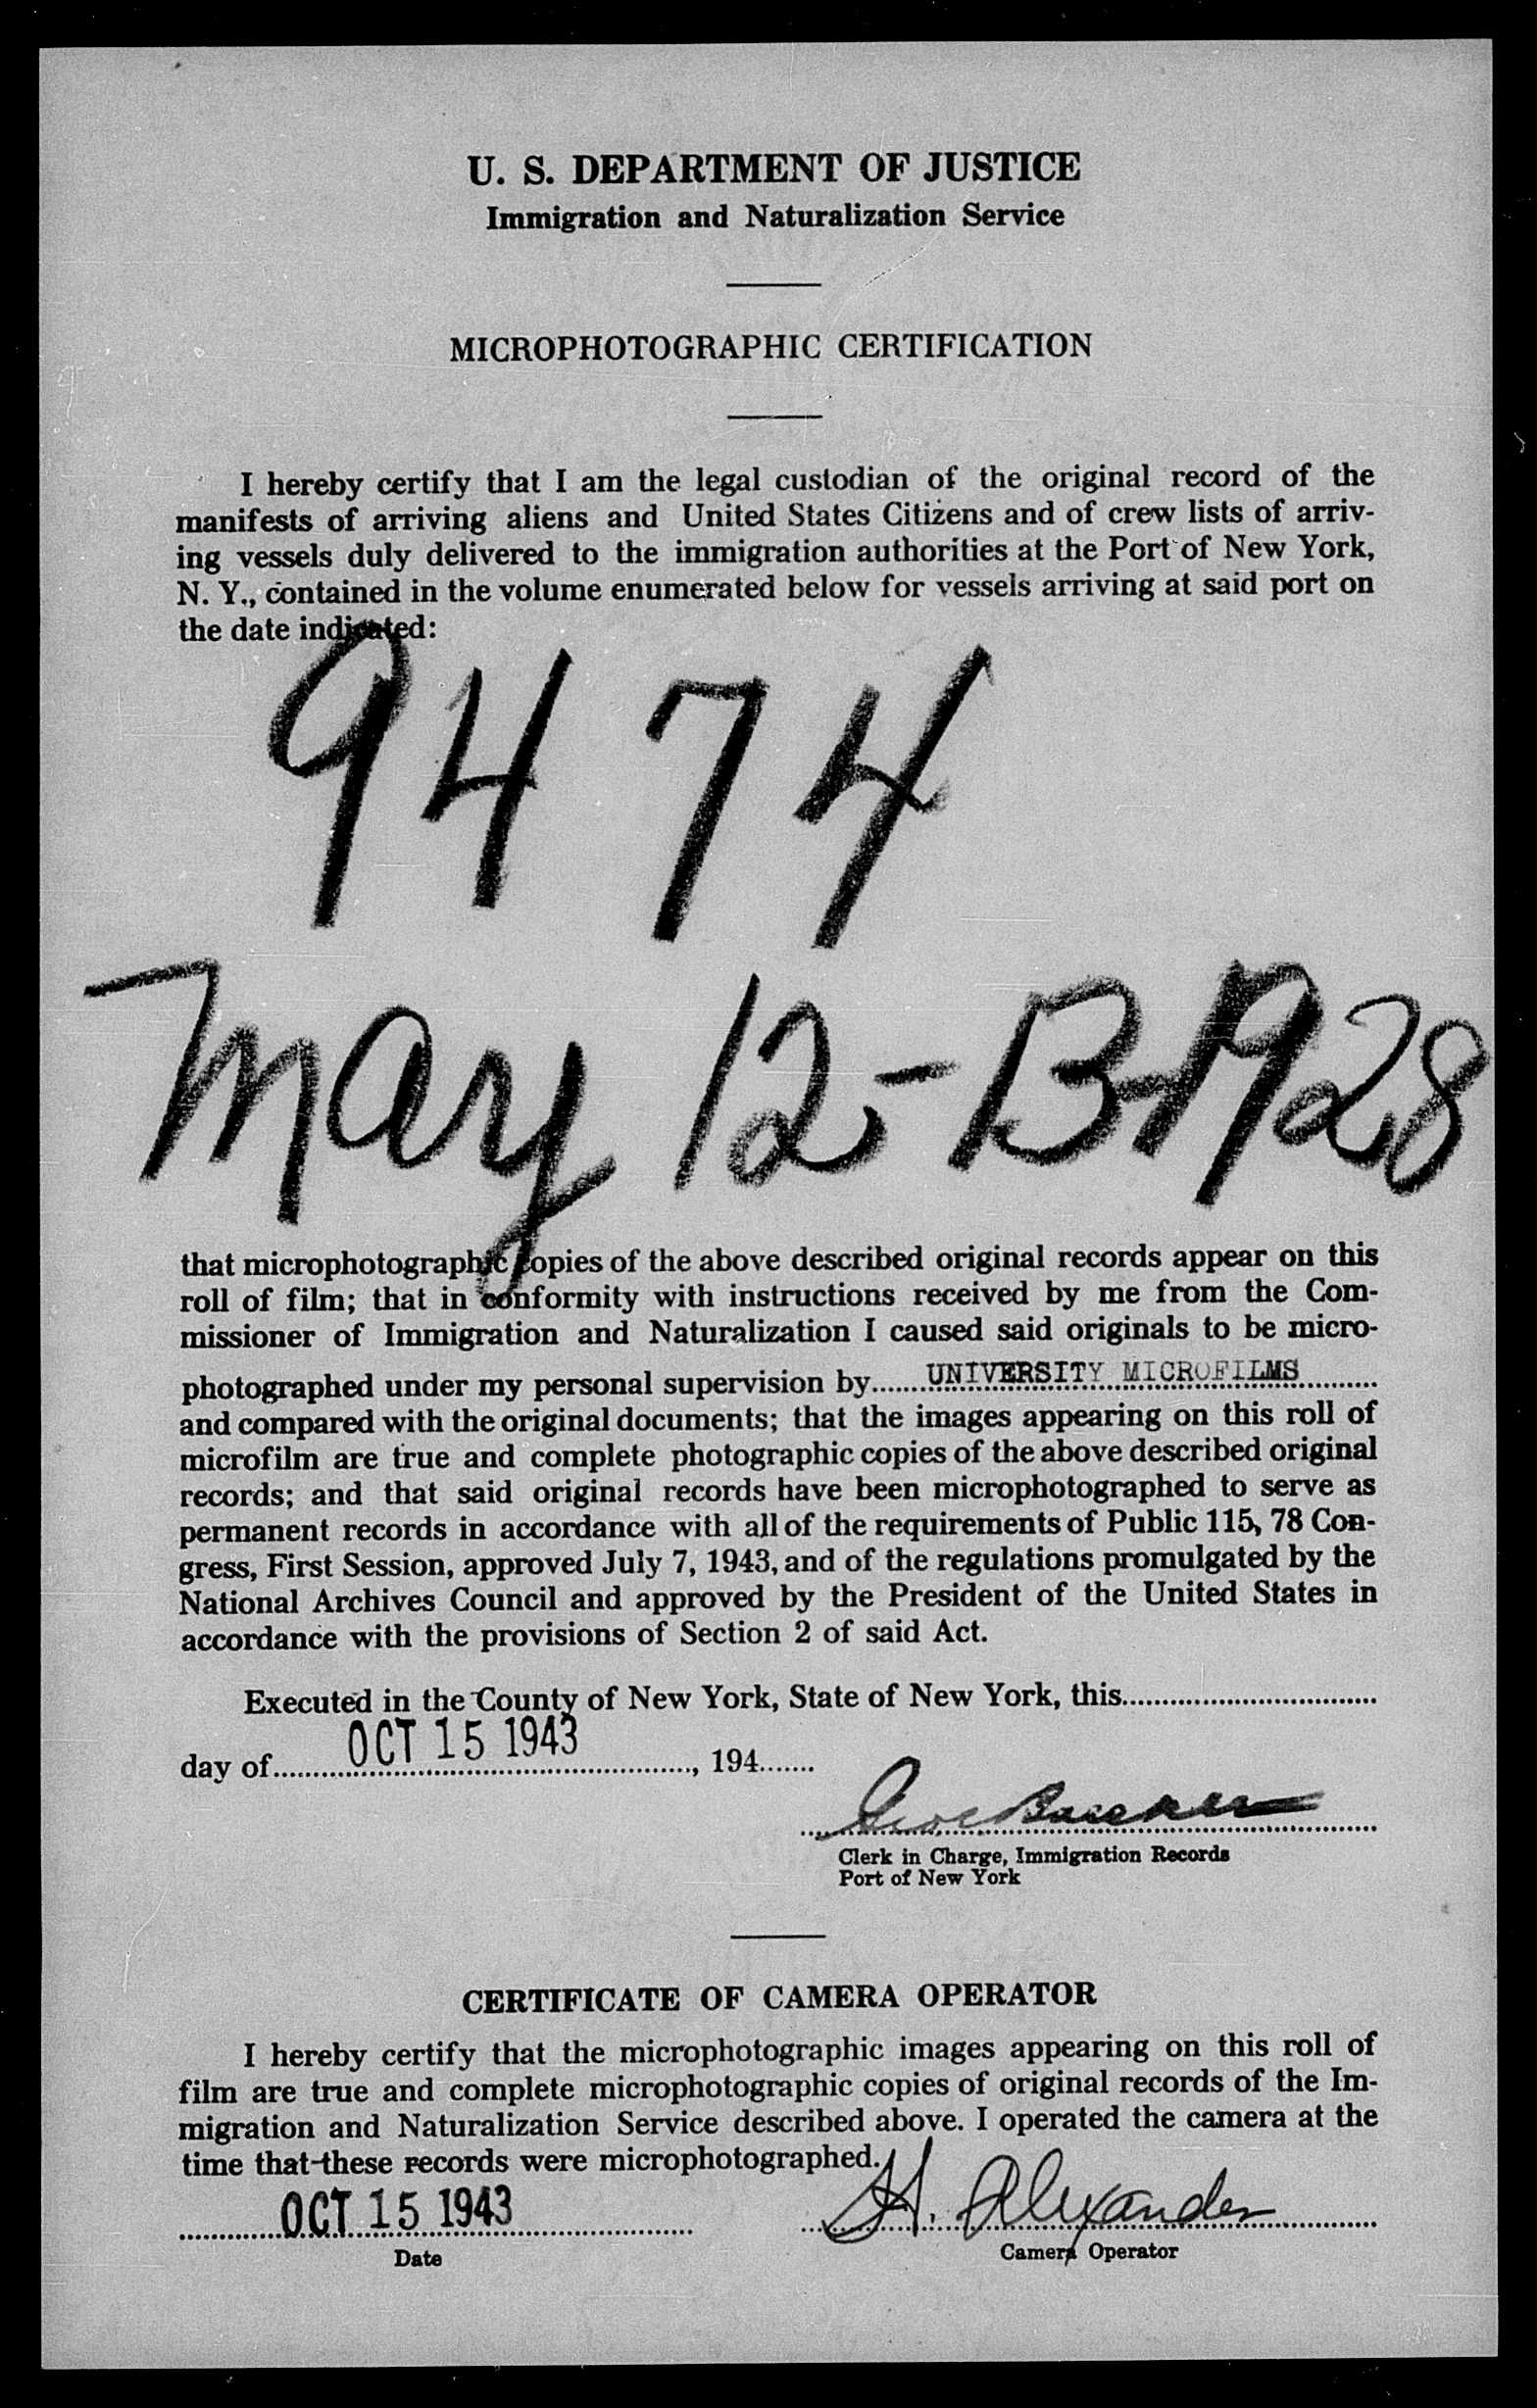 U. S. DEPARTMENT OF JUSTICE
Immigration and Naturalization Service
MICROPHOTOGRAPHIC CERTIFICATION
I hereby certify that I am the legal custodian of the original record of the
manifests of arriving aliens and United States Citizens and of crew lists of arriv-
ing vessels duly delivered to the immigration authorities at the Port of New York,
N. Y., contained in the volume enumerated below for vessels arriving at said port on
the date indicated:
9474
May 12-13-1928
that microphotographic copies of the above described original records appear on this
roll of film; that in conformity with instructions received by me from the Com-
missioner of Immigration and Naturalization I caused said originals to be micro-
photographed under my personal supervision by UNIVERSITY MICROFILMS
and compared with the original documents; that the images appearing on this roll of
microfilm are true and complete photographic copies of the above described original
records; and that said original records have been microphotographed to serve as
permanent records in accordance with all of the requirements of Public 115, 78 Con-
gress, First Session, approved July 7, 1943, and of the regulations promulgated by the
National Archives Council and approved by the President of the United States in
accordance with the provisions of Section 2 of said Act.
Executed in the County of New York, State of New York, this
day of OCT 15 1943, 194
Clerk in Charge, Immigration Records
Port of New York
CERTIFICATE OF CAMERA OPERATOR
I hereby certify that the microphotographic images appearing on this roll of
film are true and complete microphotographic copies of original records of the Im-
migration and Naturalization Service described above. I operated the camera at the
time that these records were microphotographed.
OCT 15 1943 H. Alexander
Date Camera Operator